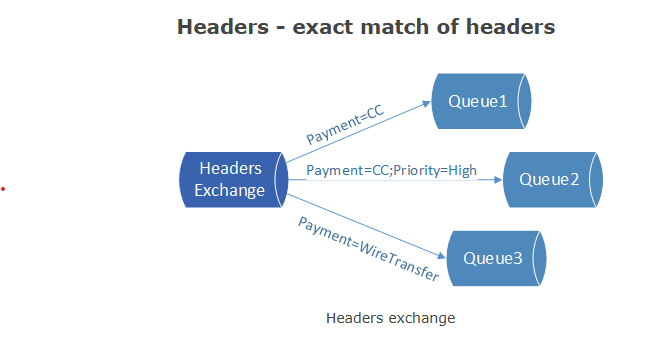 Headers - exact match of headers
Payment=CC
Queue1
Headers
Exchange
Payment=CC;Priority=High
Queue2
Payment=WireTransfer
Queue3
Headers exchange